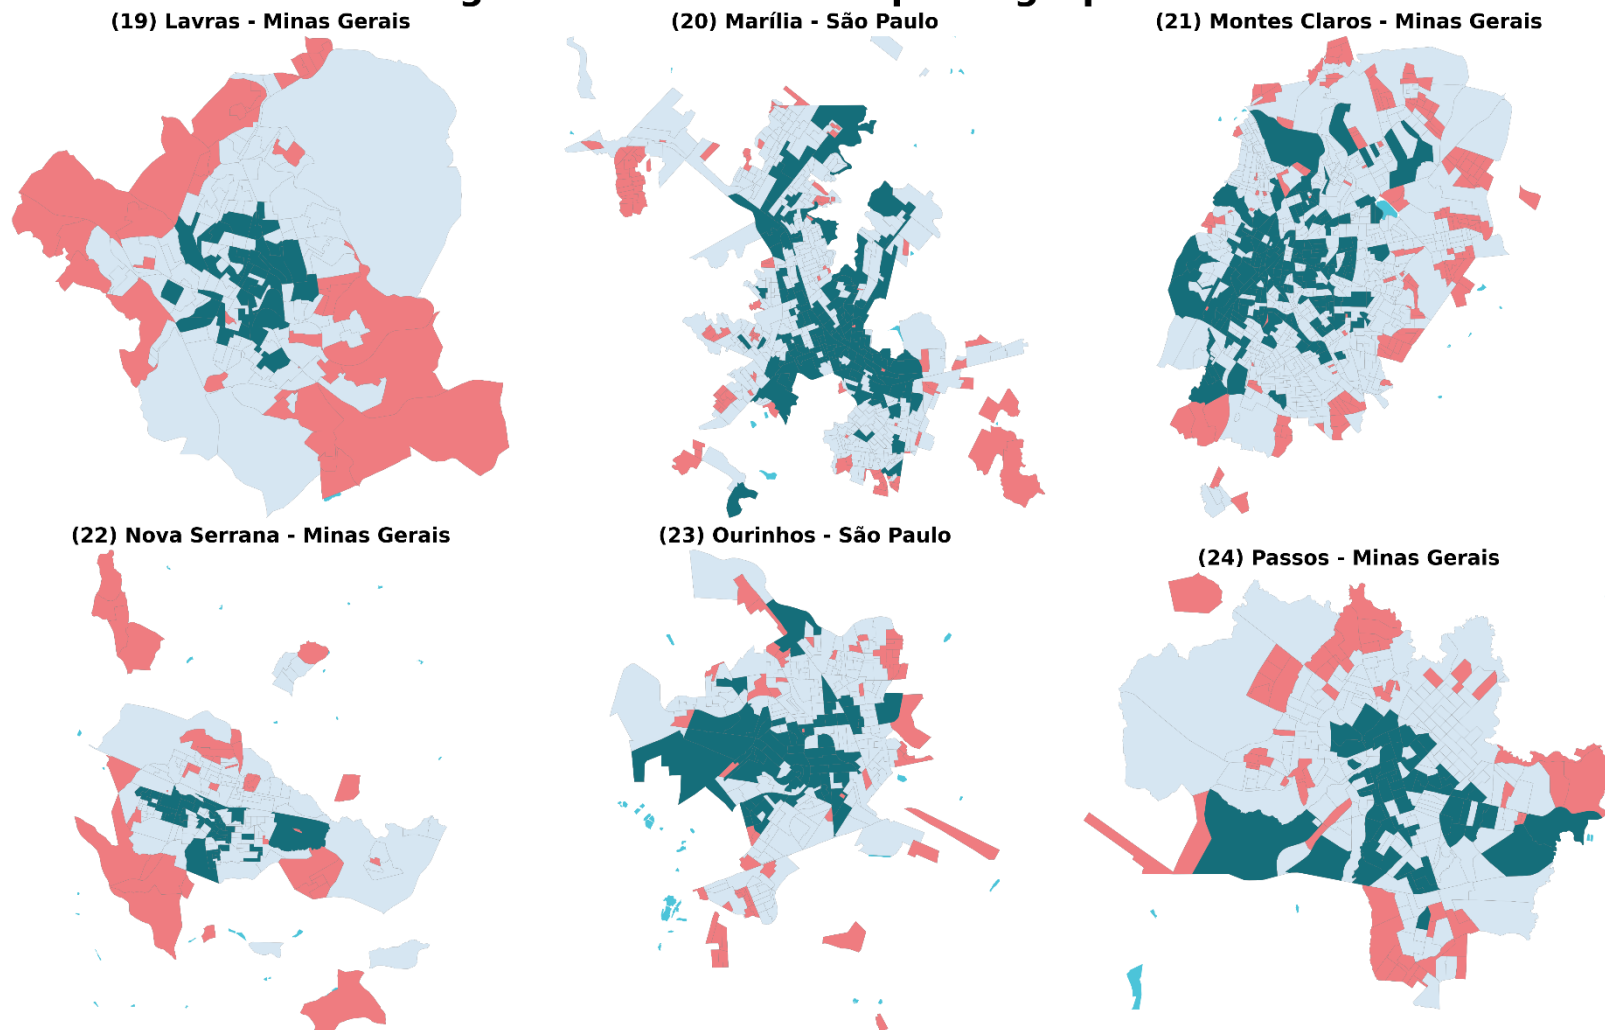 (19) Lavras - Minas Gerais
(20) Marília - São Paulo
(21) Montes Claros - Minas Gerais
(22) Nova Serrana - Minas Gerais
(23) Ourinhos - São Paulo
(24) Passos - Minas Gerais